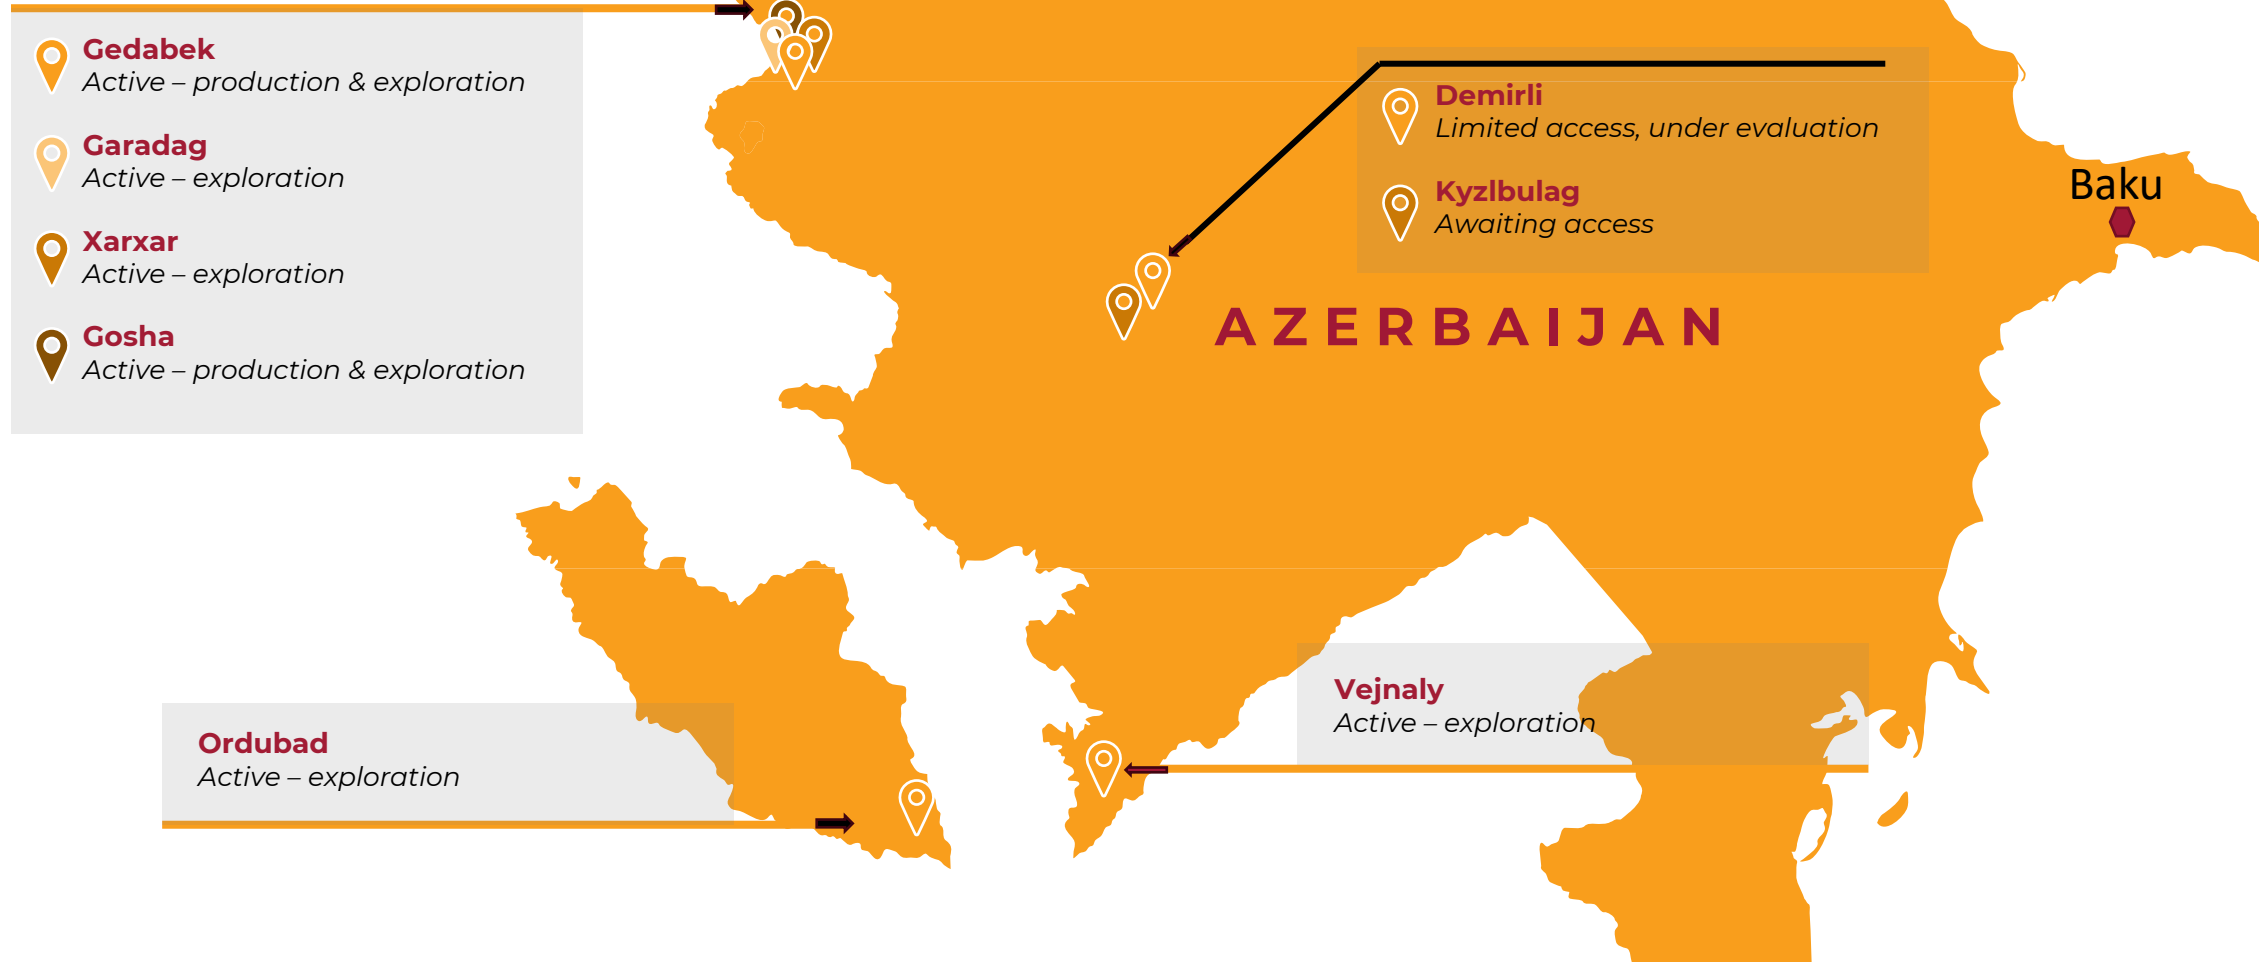 Gedabek
Active – production & exploration
Garadag
Active – exploration
Xarxar
Active – exploration
Gosha
Active – production & exploration
Demirli
Limited access, under evaluation
Kyzlbulag
Awaiting access
Baku
AZERBAIJAN
Vejnaly
Active – exploration
Ordubad
Active – exploration